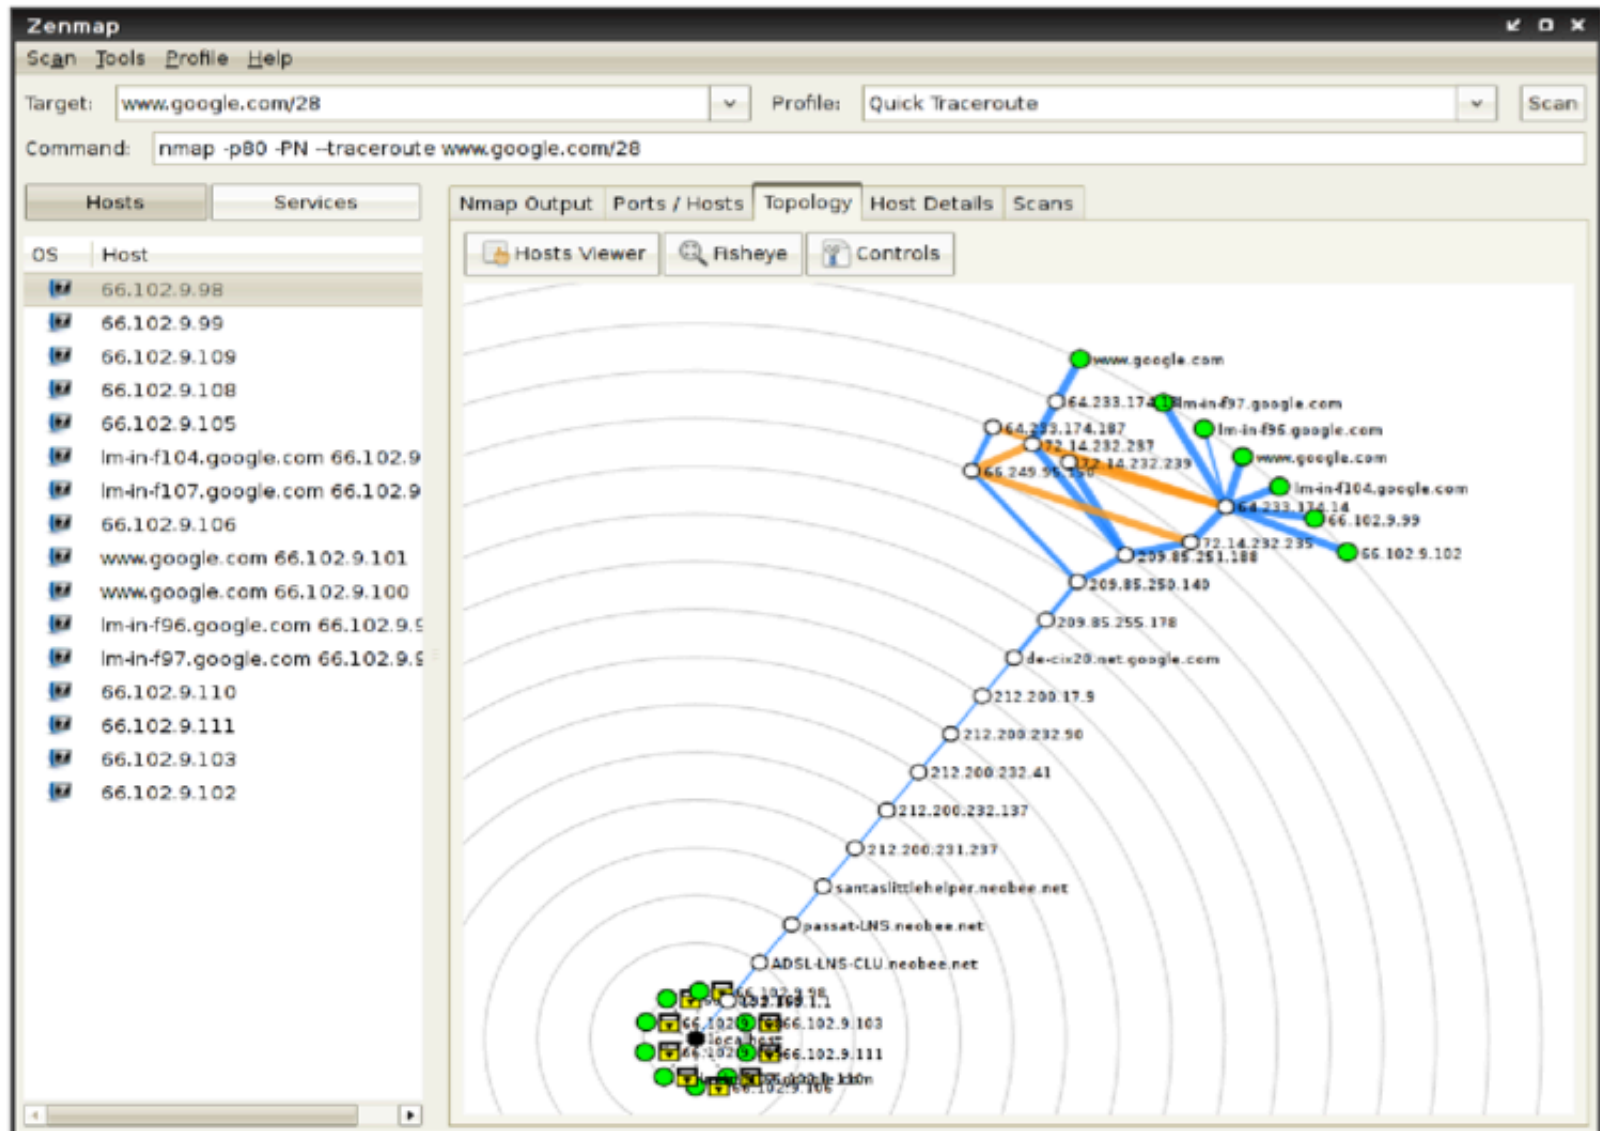 Zenmap
Scan Tools Profile Help
Target: www.google.com/28 Profile: Quick Traceroute Scan
Command: nmap -p80 -PN --traceroute www.google.com/28
Hosts Services
Nmap Output Ports / Hosts Topology Host Details Scans
Hosts Viewer Fisheye Controls
OS Host
66.102.9.98
66.102.9.99
66.102.9.109
66.102.9.108
66.102.9.105
lm-in-f104.google.com 66.102.9
lm-in-f107.google.com 66.102.9
66.102.9.106
www.google.com 66.102.9.101
www.google.com 66.102.9.100
lm-in-f96.google.com 66.102.9.9
lm-in-f97.google.com 66.102.9.9
66.102.9.110
66.102.9.111
66.102.9.103
66.102.9.102
www.google.com
lm-in-f97.google.com
64.233.174.187
lm-in-f96.google.com
72.14.232.237
www.google.com
72.14.232.239
lm-in-f104.google.com
64.233.174.14
66.102.9.99
72.14.232.235
66.102.9.102
209.85.251.188
209.85.250.140
209.85.255.178
de-cix20.net.google.com
212.200.17.9
212.200.232.90
212.200.232.41
212.200.232.137
212.200.231.237
santaslittlehelper.neobee.net
passat-LNS.neobee.net
ADSL-LNS-CLU.neobee.net
66.102.9.98
66.102.9.103
localhost
66.102.9.111
66.102.9.106